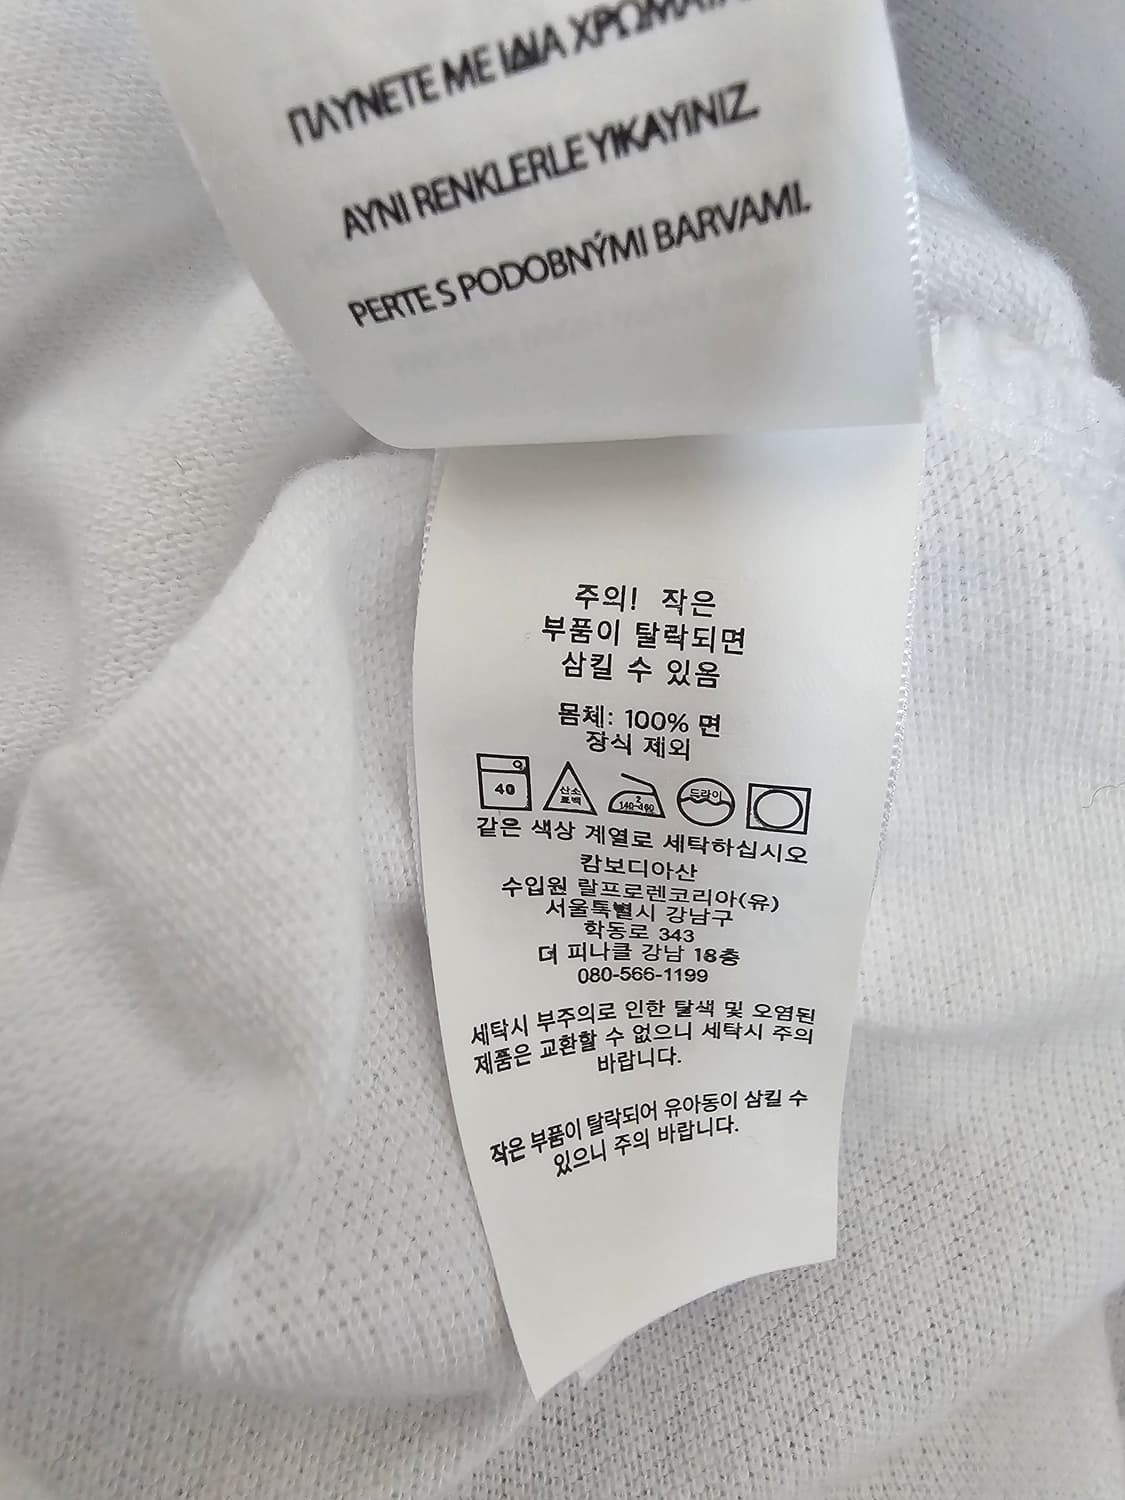 ΠΛΥΝΕΤΕ ΜΕ ΙΔΙΑ ΧΡΩΜΑΤΑ
AYNI RENKLERLE YIKAYINIZ.
PERTE S PODOBNÝMI BARVAMI.
주의! 작은
부품이 탈락되면
삼킬 수 있음
몸체: 100% 면
장식 제외
40 산소 표백 2 140~160 드라이
같은 색상 계열로 세탁하십시오
캄보디아산
수입원 랄프로렌코리아(유)
서울특별시 강남구
학동로 343
더 피나클 강남 18층
080-566-1199
세탁시 부주의로 인한 탈색 및 오염된
제품은 교환할 수 없으니 세탁시 주의
바랍니다.
작은 부품이 탈락되어 유아동이 삼킬 수
있으니 주의 바랍니다.